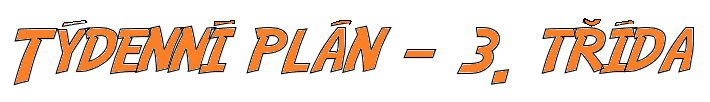 Týdenní plán – 3. třída